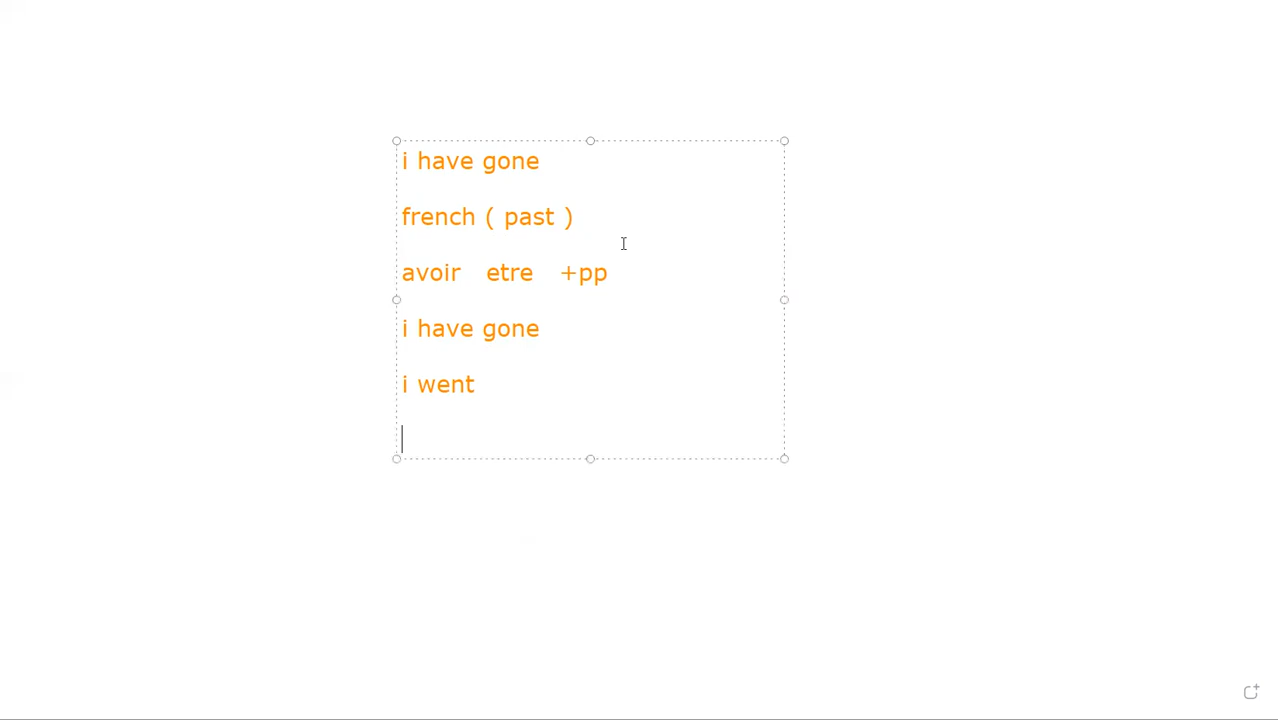 i have gone
french ( past )
avoir etre +pp
i have gone
i went